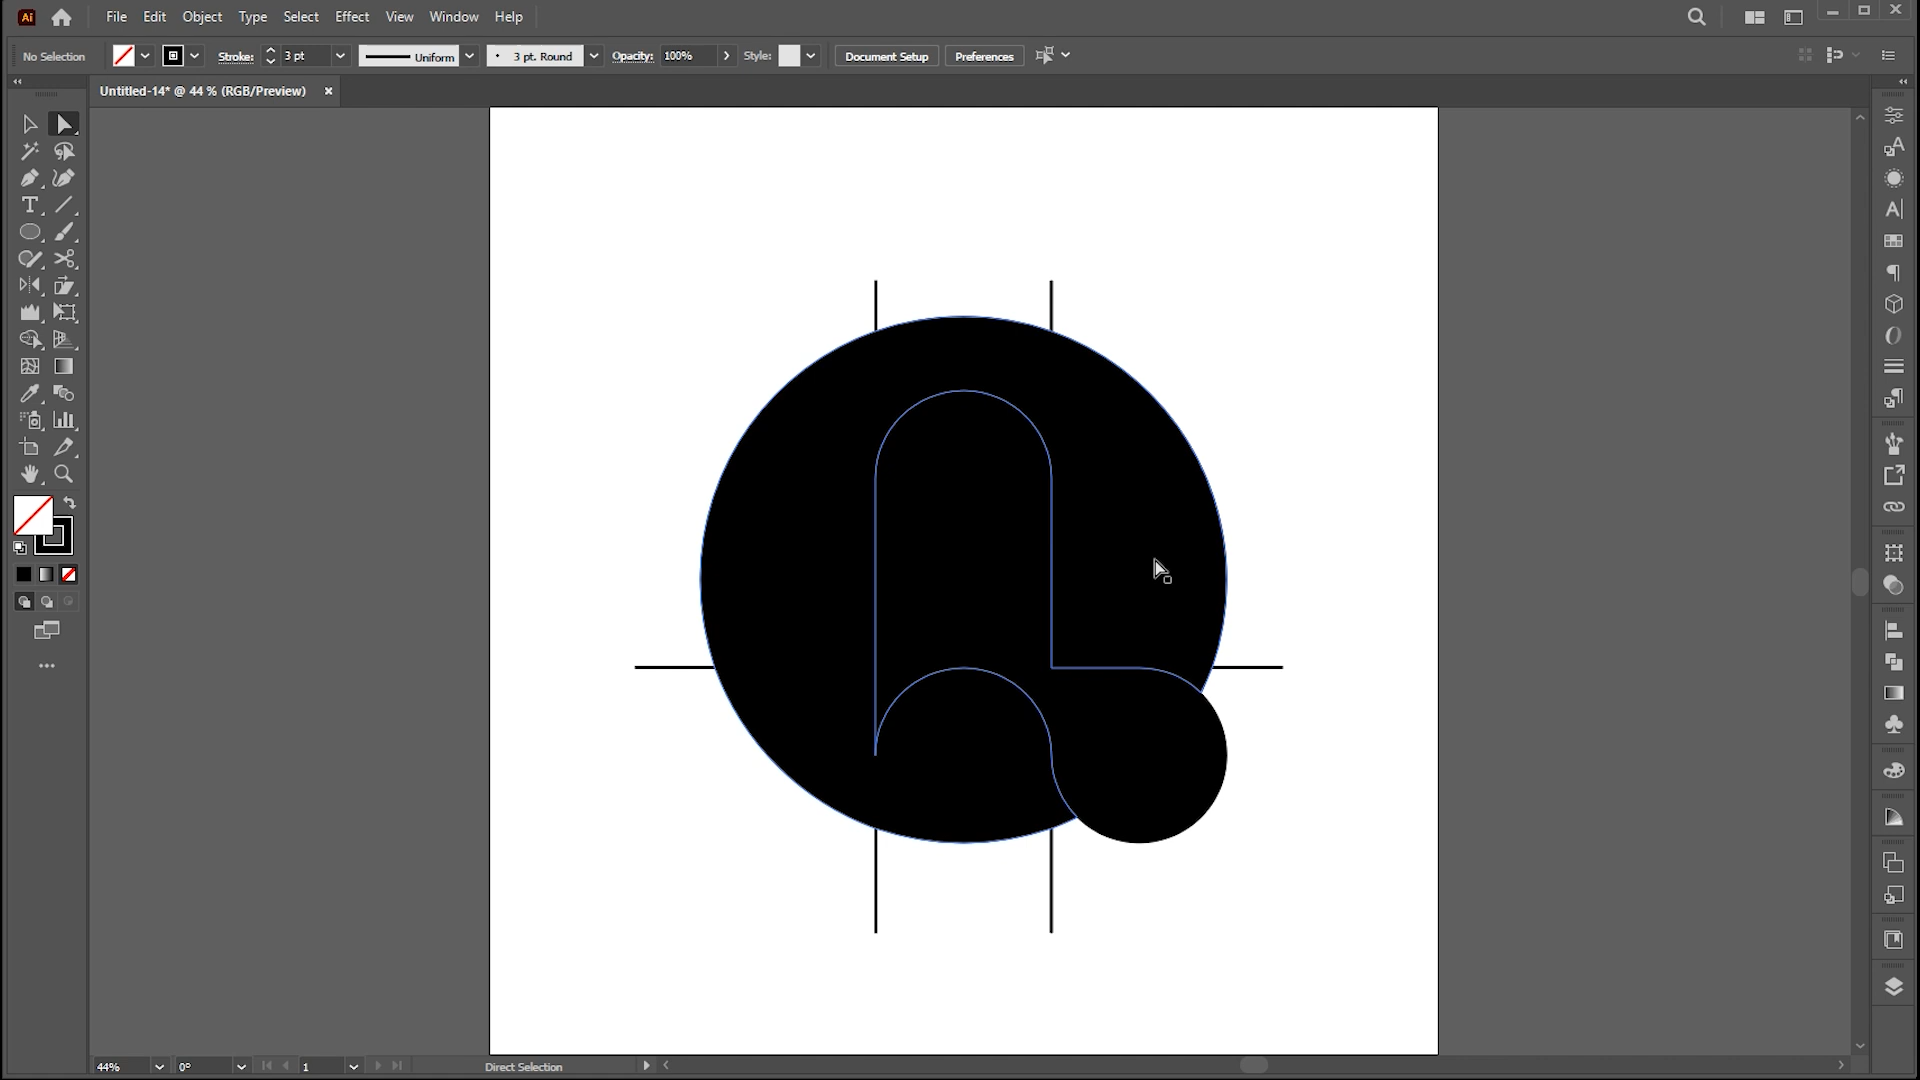 Ai File Edit Object Type Select Effect View Window Help
No Selection Stroke: 3 pt Uniform 3 pt. Round Opacity: 100% Style: Document Setup Preferences
Untitled-14* @ 44 % (RGB/Preview) ×
44% 0° 1 Direct Selection